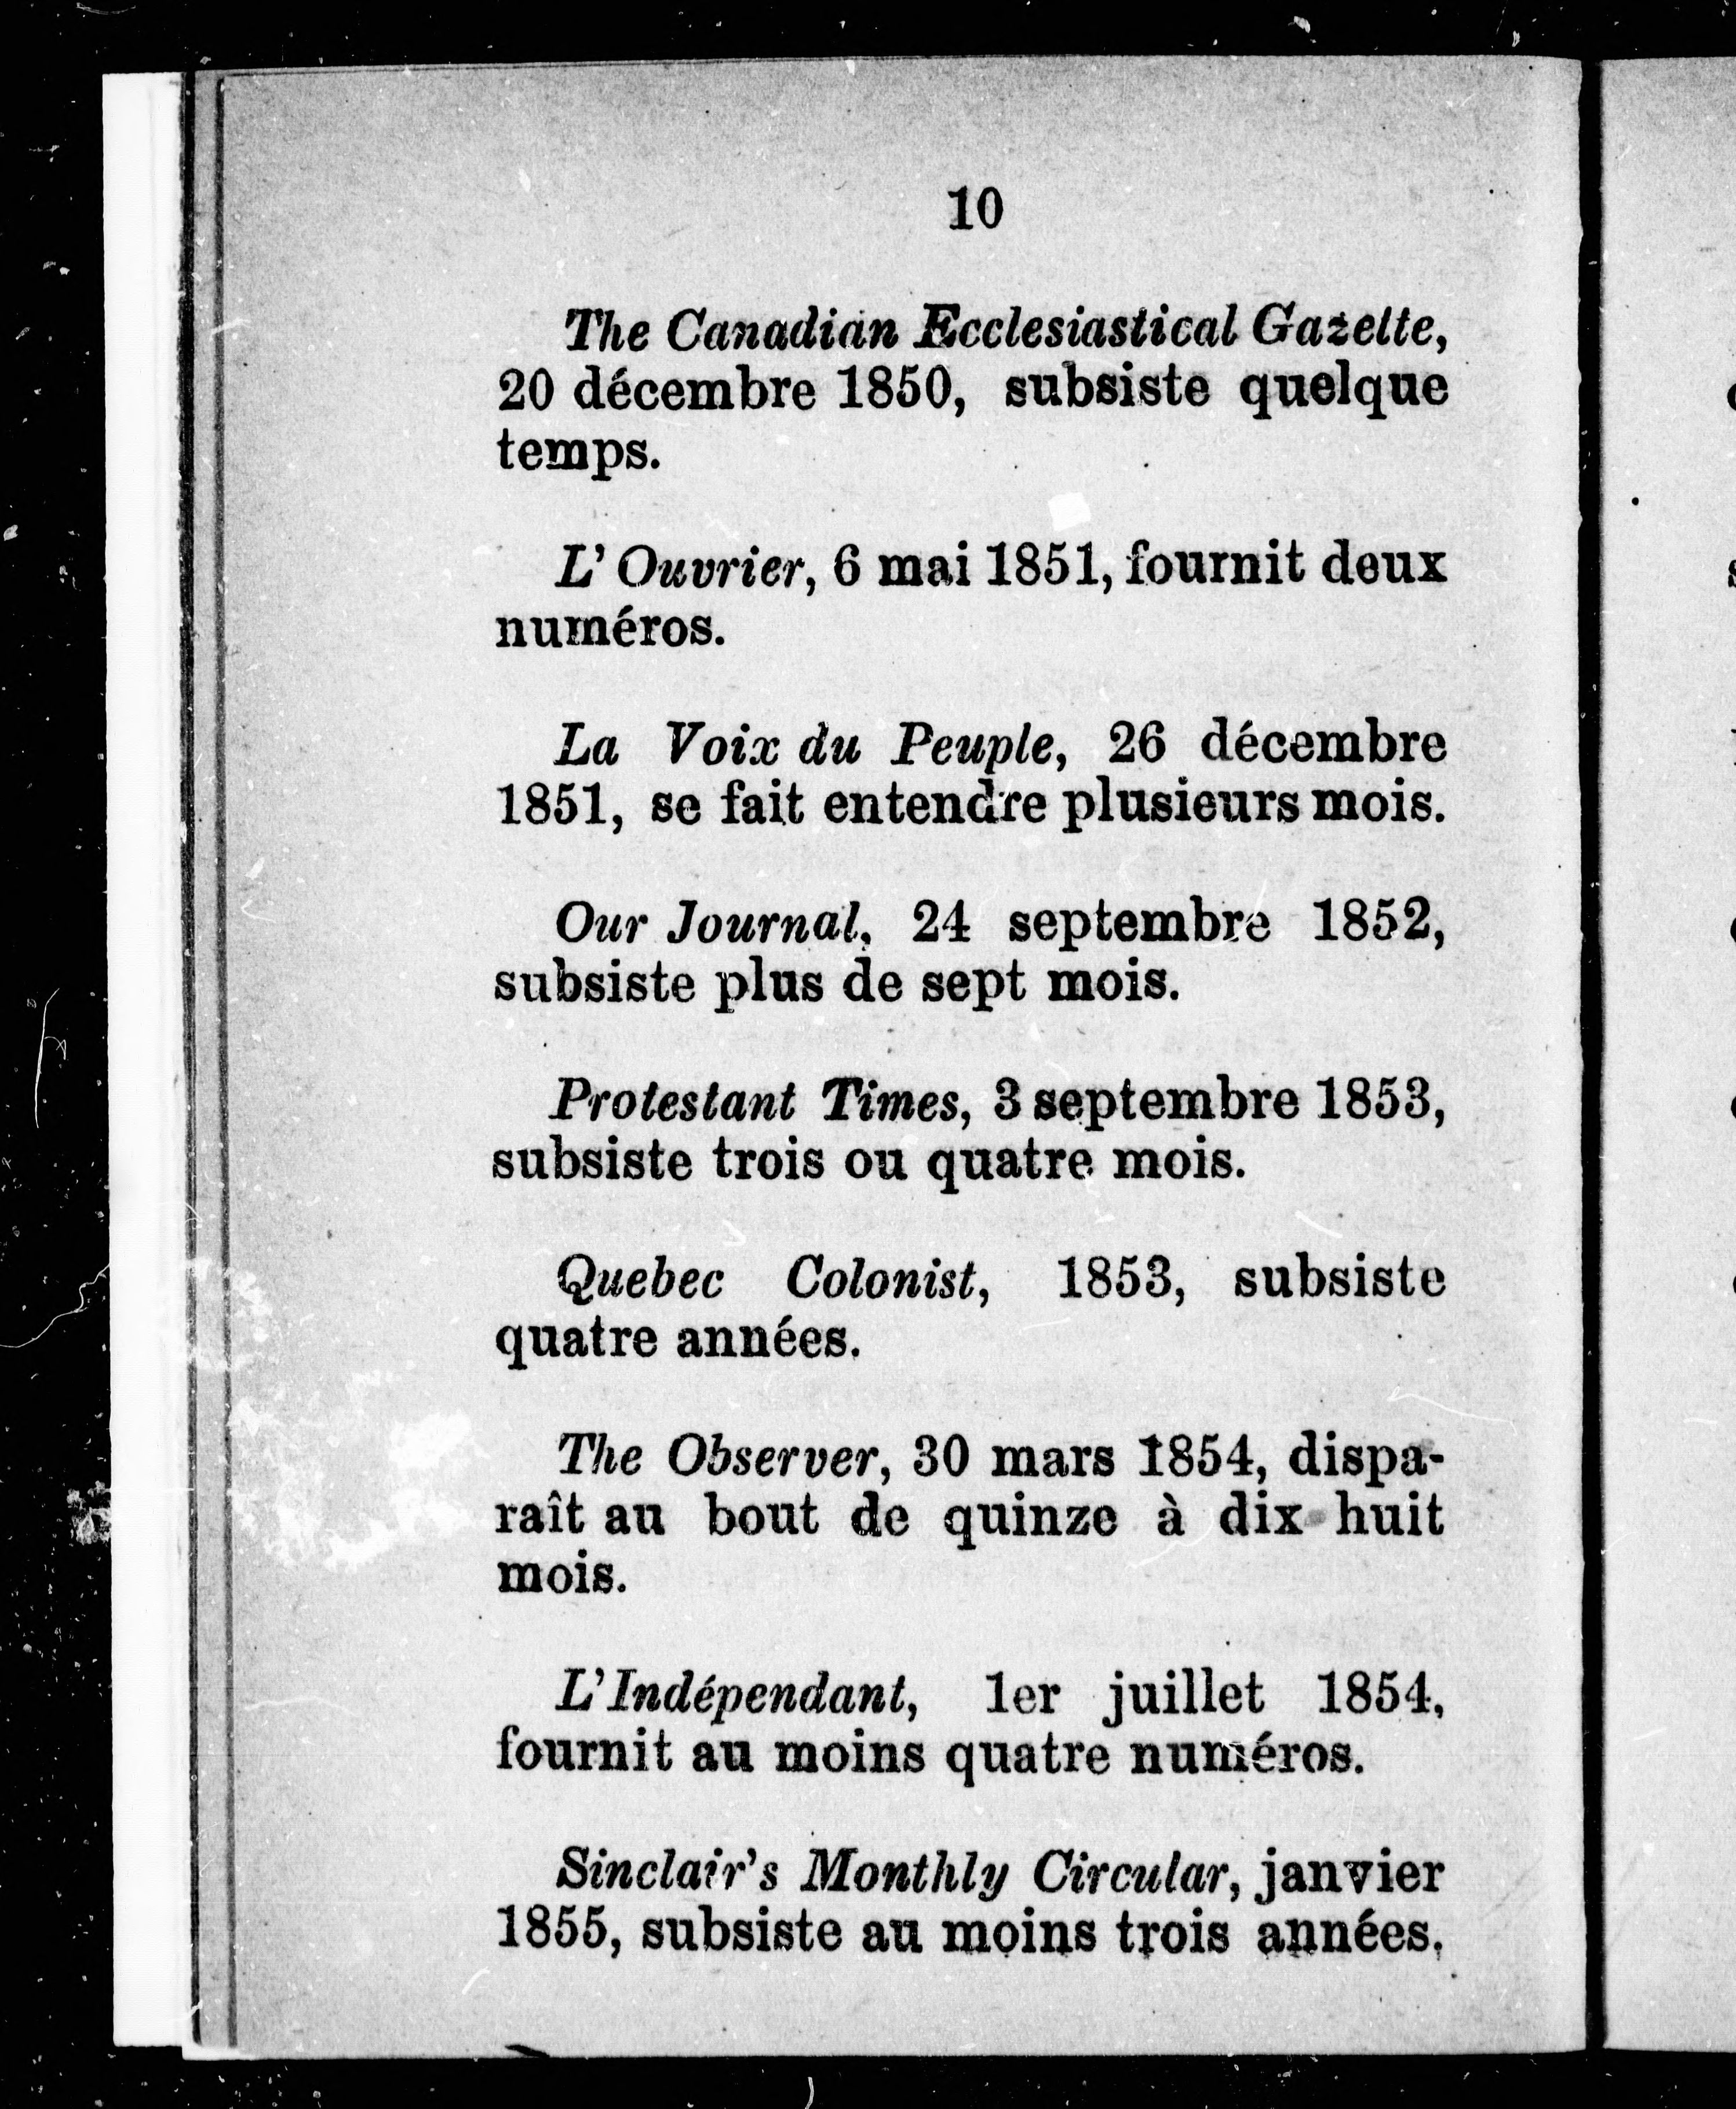 10
The Canadian Ecclesiastical Gazette,
20 décembre 1850, subsiste quelque
temps.
L'Ouvrier, 6 mai 1851, fournit deux
numéros.
La Voix du Peuple, 26 décembre
1851, se fait entendre plusieurs mois.
Our Journal, 24 septembre 1852,
subsiste plus de sept mois.
Protestant Times, 3 septembre 1853,
subsiste trois ou quatre mois.
Quebec Colonist, 1853, subsiste
quatre années.
The Observer, 30 mars 1854, dispa-
raît au bout de quinze à dix huit
mois.
L'Indépendant, 1er juillet 1854,
fournit au moins quatre numéros.
Sinclair's Monthly Circular, janvier
1855, subsiste au moins trois années.